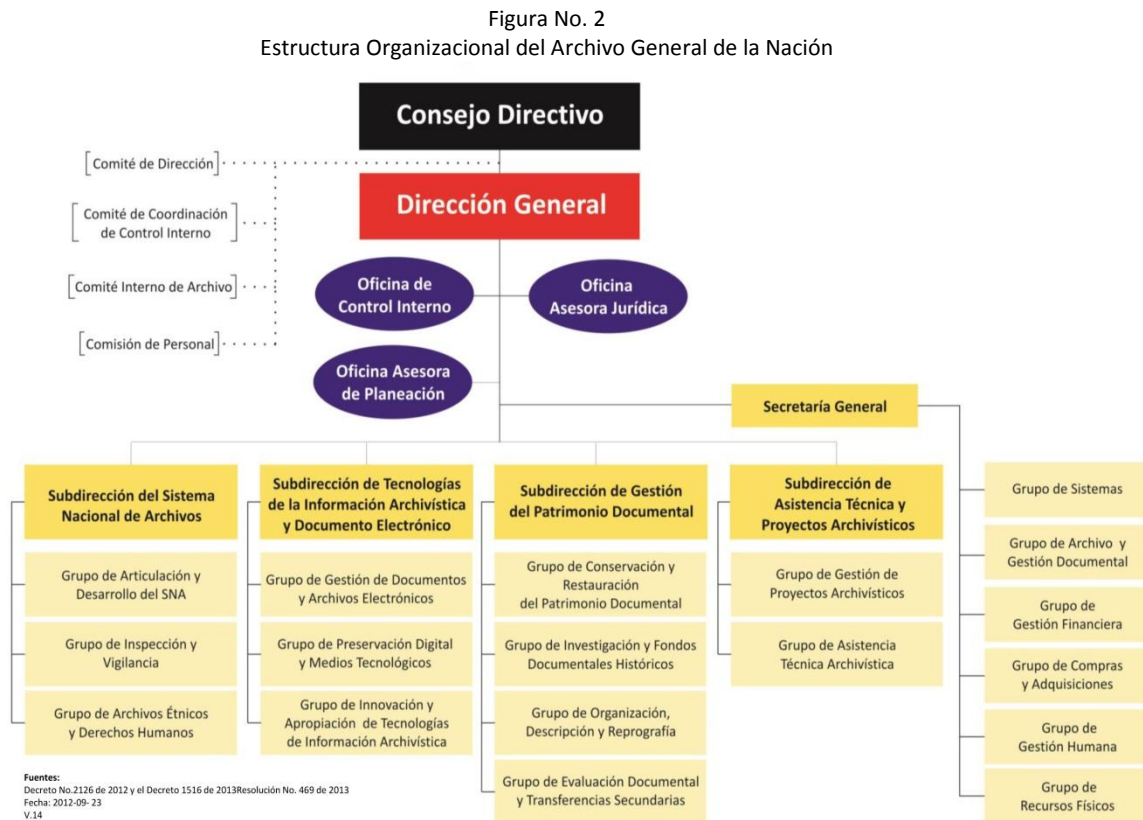 Figura No. 2
Estructura Organizacional del Archivo General de la Nación
Consejo Directivo
[Comité de Dirección]
Dirección General
[Comité de Coordinación
de Control Interno]
[Comité Interno de Archivo]
[Comisión de Personal]
Oficina de
Control Interno
Oficina
Asesora Jurídica
Oficina Asesora
de Planeación
Secretaría General
Subdirección del Sistema
Nacional de Archivos
Grupo de Articulación y
Desarrollo del SNA
Grupo de Inspección y
Vigilancia
Grupo de Archivos Étnicos
y Derechos Humanos
Subdirección de Tecnologías
de la Información Archivística
y Documento Electrónico
Grupo de Gestión de Documentos
y Archivos Electrónicos
Grupo de Preservación Digital
y Medios Tecnológicos
Grupo de Innovación y
Apropiación de Tecnologías
de Información Archivística
Subdirección de Gestión
del Patrimonio Documental
Grupo de Conservación y
Restauración
del Patrimonio Documental
Grupo de Investigación y Fondos
Documentales Históricos
Grupo de Organización,
Descripción y Reprografía
Grupo de Evaluación Documental
y Transferencias Secundarias
Subdirección de
Asistencia Técnica y
Proyectos Archivísticos
Grupo de Gestión de
Proyectos Archivísticos
Grupo de Asistencia
Técnica Archivística
Grupo de Sistemas
Grupo de Archivo y
Gestión Documental
Grupo de
Gestión Financiera
Grupo de Compras
y Adquisiciones
Grupo de
Gestión Humana
Grupo de
Recursos Físicos
Fuentes:
Decreto No.2126 de 2012 y el Decreto 1516 de 2013Resolución No. 469 de 2013
Fecha: 2012-09- 23
V.14